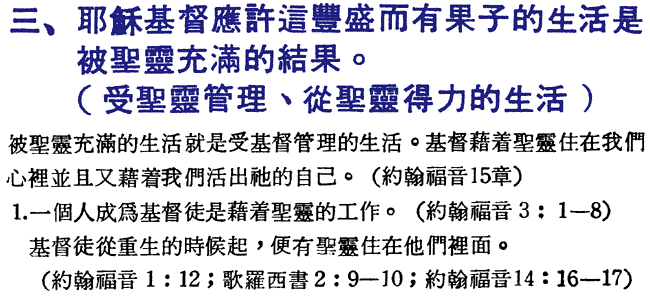 三、耶穌基督應許這豐盛而有果子的生活是
被聖靈充滿的結果。
（受聖靈管理、從聖靈得力的生活）
被聖靈充滿的生活就是受基督管理的生活。基督藉着聖靈住在我們
心裡並且又藉着我們活出祂的自己。（約翰福音15章）
1.一個人成爲基督徒是藉着聖靈的工作。（約翰福音3：1—8）
基督徒從重生的時候起，便有聖靈住在他們裡面。
（約翰福音1：12；歌羅西書2：9—10；約翰福音14：16—17）